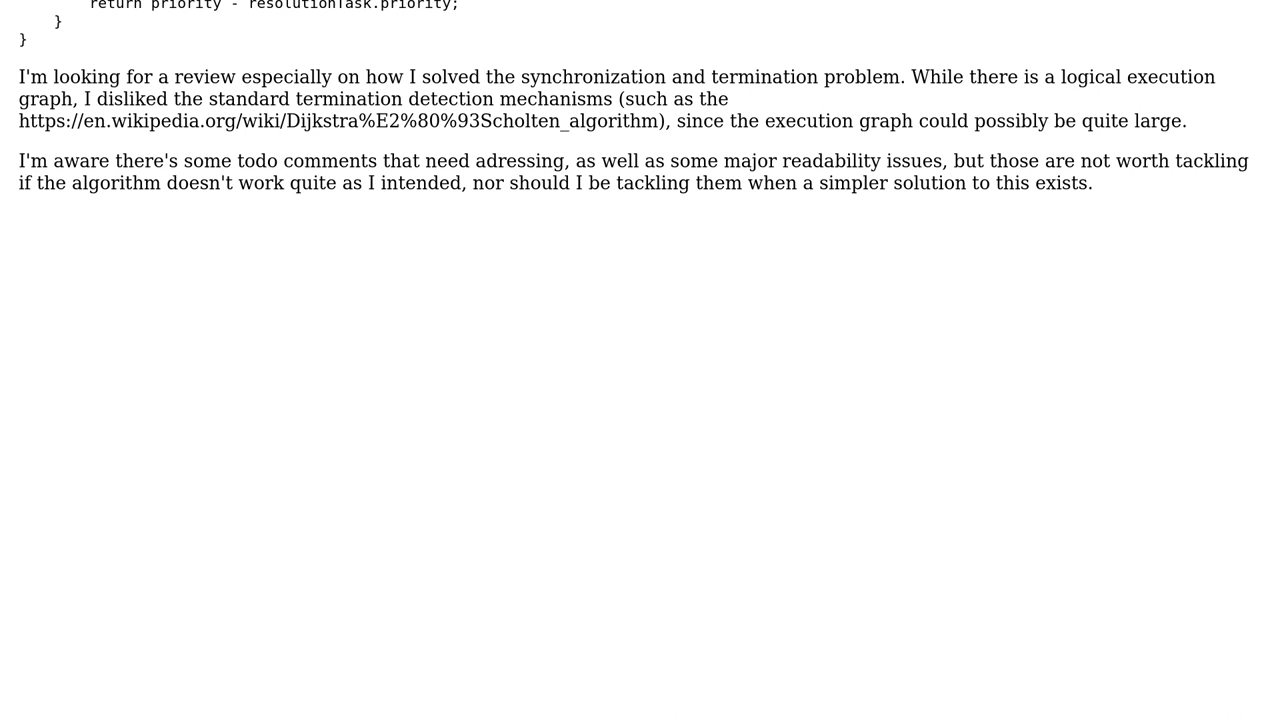 return priority - resolutionTask.priority;
}
}
I'm looking for a review especially on how I solved the synchronization and termination problem. While there is a logical execution
graph, I disliked the standard termination detection mechanisms (such as the
https://en.wikipedia.org/wiki/Dijkstra%E2%80%93Scholten_algorithm), since the execution graph could possibly be quite large.
I'm aware there's some todo comments that need adressing, as well as some major readability issues, but those are not worth tackling
if the algorithm doesn't work quite as I intended, nor should I be tackling them when a simpler solution to this exists.